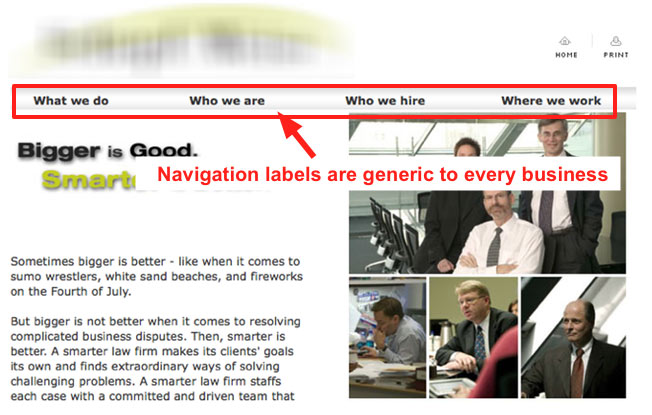 HOME PRINT
What we do Who we are Who we hire Where we work
Bigger is Good.
Navigation labels are generic to every business
Sometimes bigger is better - like when it comes to
sumo wrestlers, white sand beaches, and fireworks
on the Fourth of July.
But bigger is not better when it comes to resolving
complicated business disputes. Then, smarter is
better. A smarter law firm makes its clients' goals
its own and finds extraordinary ways of solving
challenging problems. A smarter law firm staffs
each case with a committed and driven team that